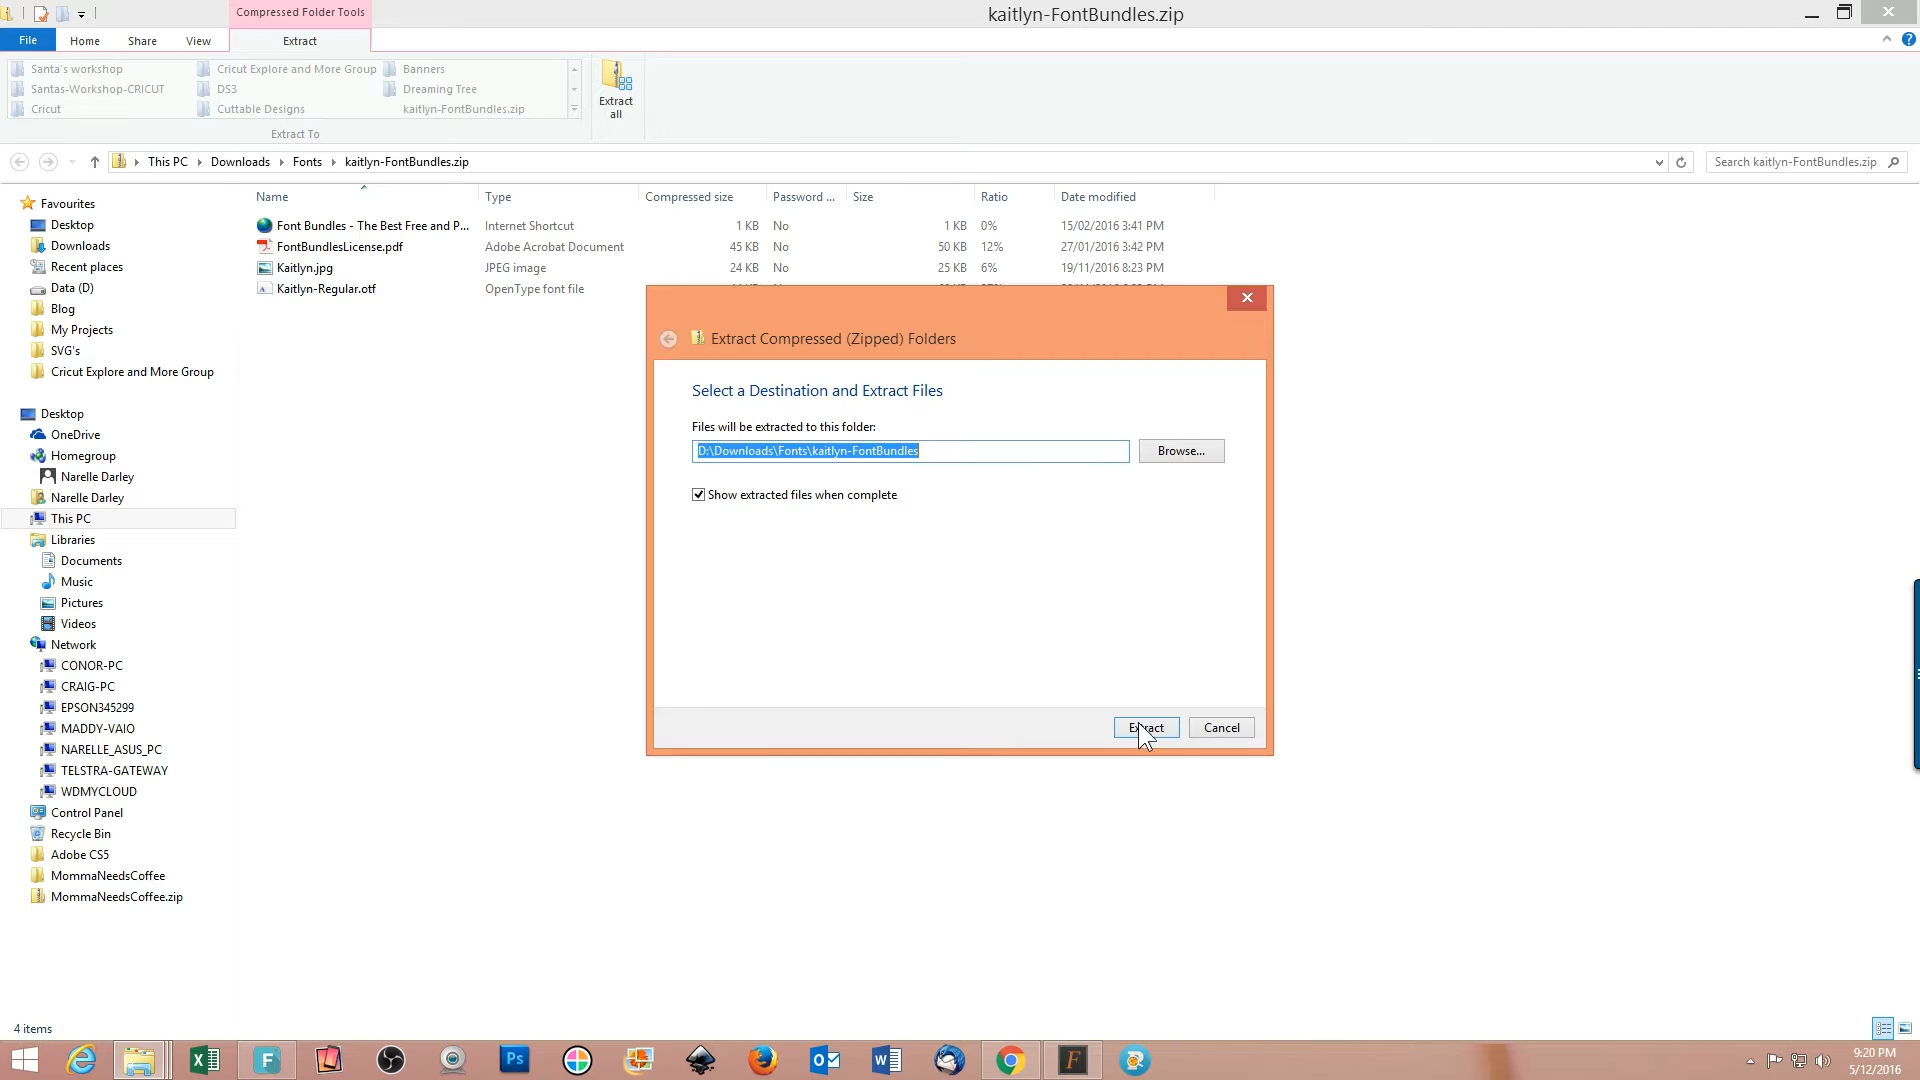 Compressed Folder Tools
kaitlyn-FontBundles.zip
File Home Share View Extract
Santa's workshop Cricut Explore and More Group Banners
Santas-Workshop-CRICUT DS3 Dreaming Tree
Cricut Cuttable Designs kaitlyn-FontBundles.zip
Extract To
Extract
all
This PC Downloads Fonts kaitlyn-FontBundles.zip Search kaitlyn-FontBundles.zip
Name Type Compressed size Password ... Size Ratio Date modified
Font Bundles - The Best Free and P... Internet Shortcut 1 KB No 1 KB 0% 15/02/2016 3:41 PM
FontBundlesLicense.pdf Adobe Acrobat Document 45 KB No 50 KB 12% 27/01/2016 3:42 PM
Kaitlyn.jpg JPEG image 24 KB No 25 KB 6% 19/11/2016 8:23 PM
Kaitlyn-Regular.otf OpenType font file
Favourites
Desktop
Downloads
Recent places
Data (D)
Blog
My Projects
SVG's
Cricut Explore and More Group
Desktop
OneDrive
Homegroup
Narelle Darley
Narelle Darley
This PC
Libraries
Documents
Music
Pictures
Videos
Network
CONOR-PC
CRAIG-PC
EPSON345299
MADDY-VAIO
NARELLE_ASUS_PC
TELSTRA-GATEWAY
WDMYCLOUD
Control Panel
Recycle Bin
Adobe CS5
MommaNeedsCoffee
MommaNeedsCoffee.zip
Extract Compressed (Zipped) Folders
Select a Destination and Extract Files
Files will be extracted to this folder:
D:\Downloads\Fonts\kaitlyn-FontBundles Browse...
Show extracted files when complete
Extract Cancel
4 items
9:20 PM
5/12/2016